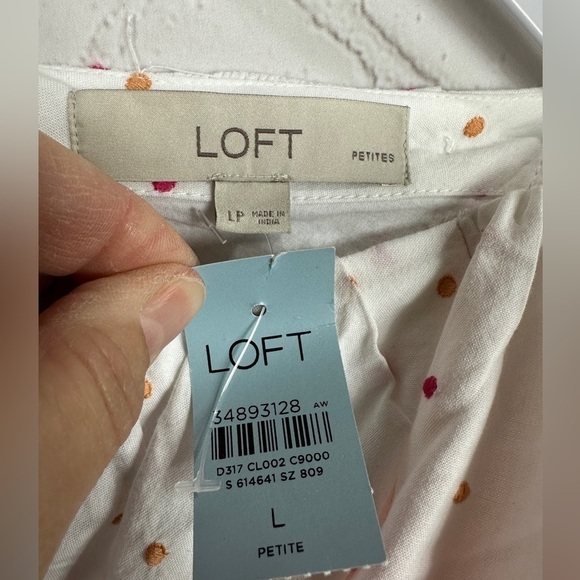 LOFT PETITES
LP MADE IN
INDIA
LOFT
34893128 AW
D317 CL002 C9000
S 614641 SZ 809
L
PETITE